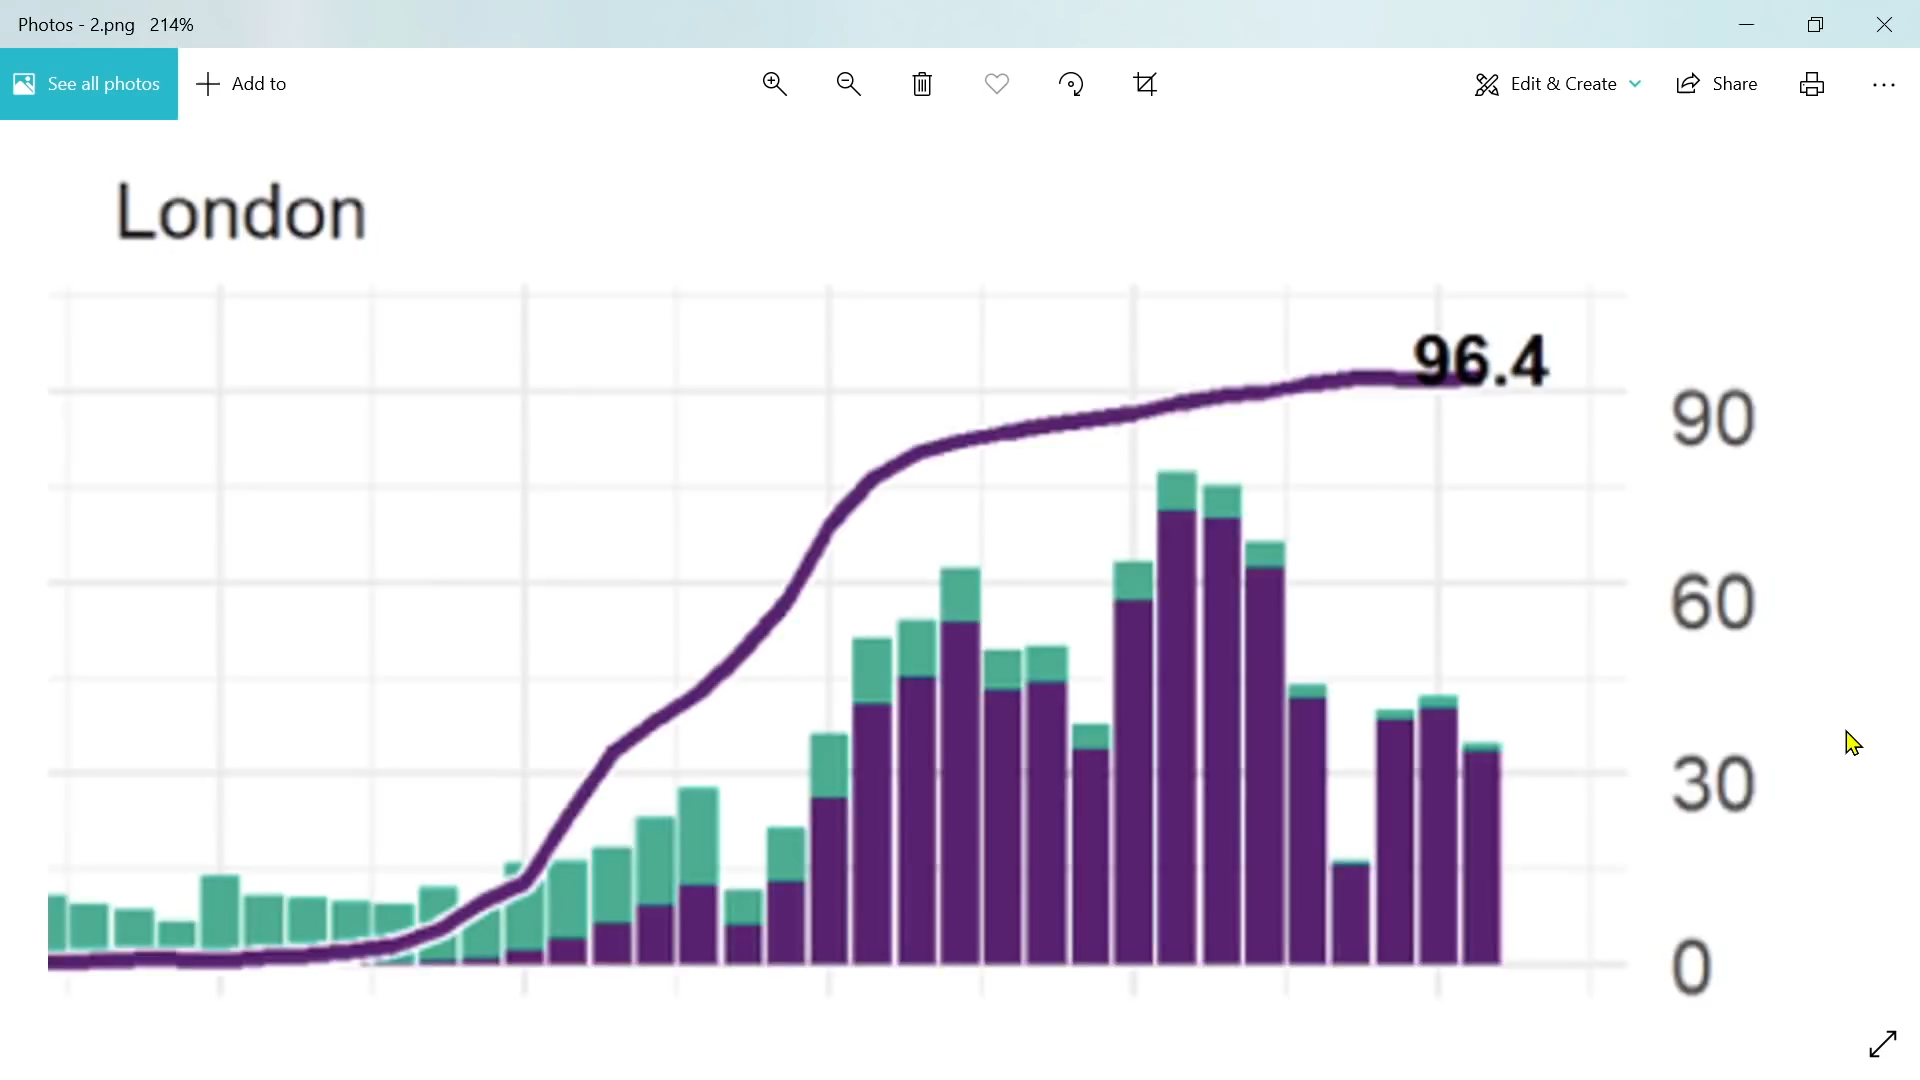 Photos - 2.png 214%
See all photos
Add to
Edit & Create
Share
London
96.4
90
60
30
0